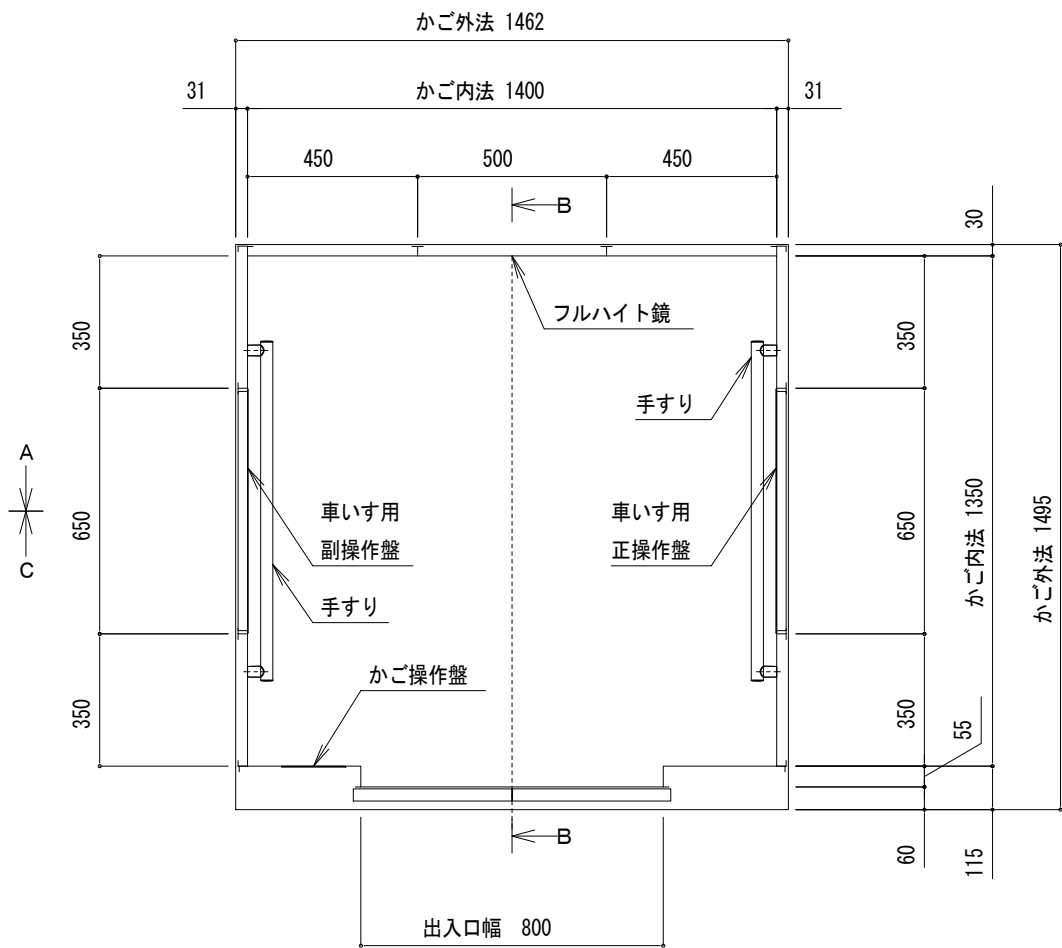 かご外法 1462
31
かご内法 1400
31
450
500
450
B
30
フルハイト鏡
350
350
手すり
A
車いす用
副操作盤
車いす用
正操作盤
650
650
かご内法 1350
かご外法 1495
C
手すり
かご操作盤
350
350
55
B
60
115
出入口幅 800